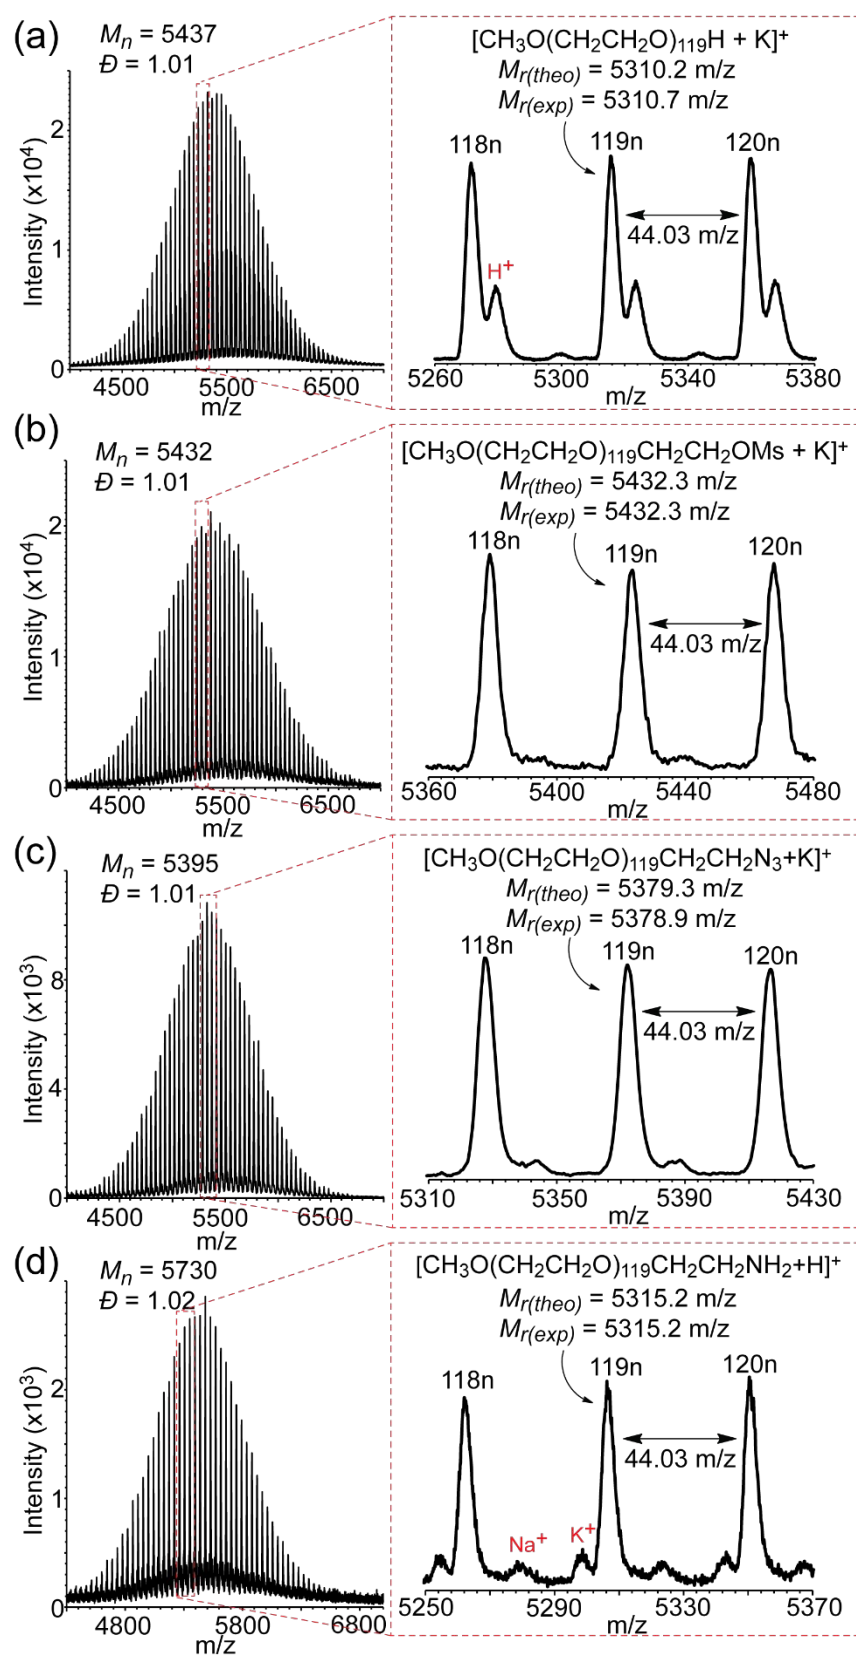 (a)
Mn = 5437
Đ = 1.01
Intensity (x10⁴)
2
1
0
4500 5500 6500
m/z
[CH₃O(CH₂CH₂O)₁₁₉H + K]⁺
Mr(theo) = 5310.2 m/z
Mr(exp) = 5310.7 m/z
118n 119n 120n
44.03 m/z
H⁺
5260 5300 5340 5380
m/z
(b)
Mn = 5432
Đ = 1.01
Intensity (x10⁴)
2
1
0
4500 5500 6500
m/z
[CH₃O(CH₂CH₂O)₁₁₉CH₂CH₂OMs + K]⁺
Mr(theo) = 5432.3 m/z
Mr(exp) = 5432.3 m/z
118n 119n 120n
44.03 m/z
5360 5400 5440 5480
m/z
(c)
Mn = 5395
Đ = 1.01
Intensity (x10³)
8
4
0
4500 5500 6500
m/z
[CH₃O(CH₂CH₂O)₁₁₉CH₂CH₂N₃+K]⁺
Mr(theo) = 5379.3 m/z
Mr(exp) = 5378.9 m/z
118n 119n 120n
44.03 m/z
5310 5350 5390 5430
m/z
(d)
Mn = 5730
Đ = 1.02
Intensity (x10³)
2
1
0
4800 5800 6800
m/z
[CH₃O(CH₂CH₂O)₁₁₉CH₂CH₂NH₂+H]⁺
Mr(theo) = 5315.2 m/z
Mr(exp) = 5315.2 m/z
118n 119n 120n
44.03 m/z
Na⁺ K⁺
5250 5290 5330 5370
m/z